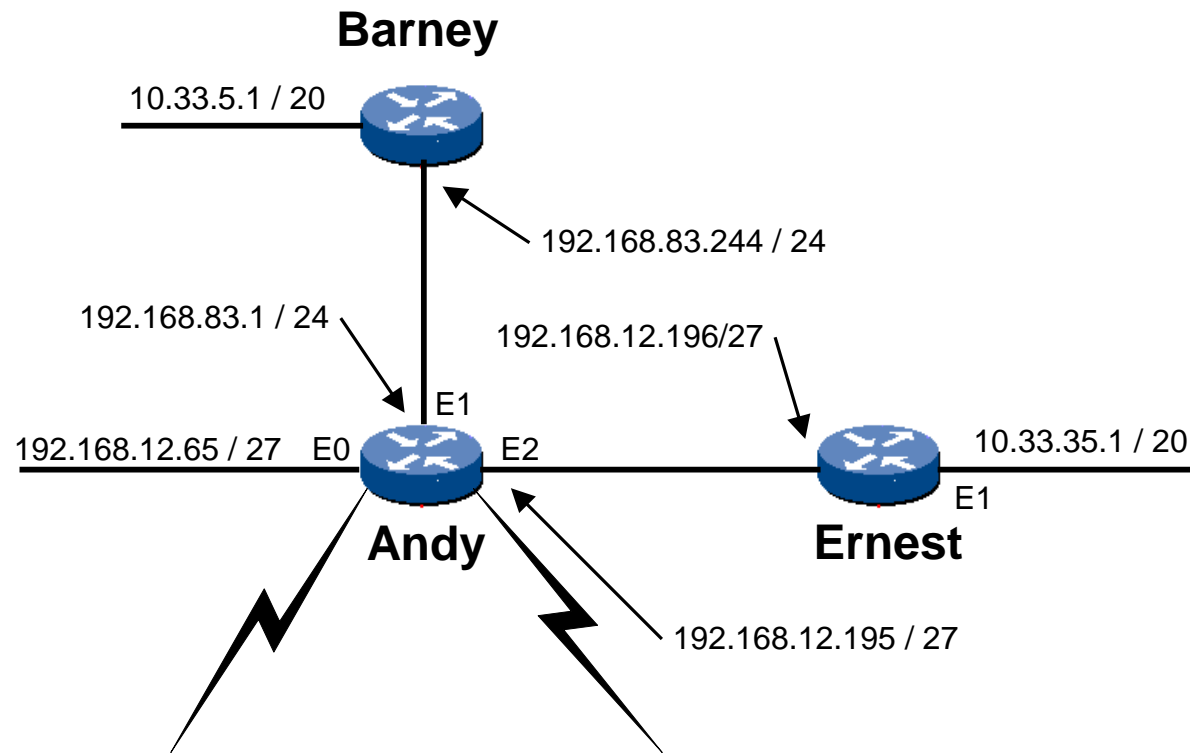 Barney
10.33.5.1 / 20
192.168.83.244 / 24
192.168.83.1 / 24
192.168.12.196/27
E1
192.168.12.65 / 27
E0
E2
10.33.35.1 / 20
E1
Andy
Ernest
192.168.12.195 / 27